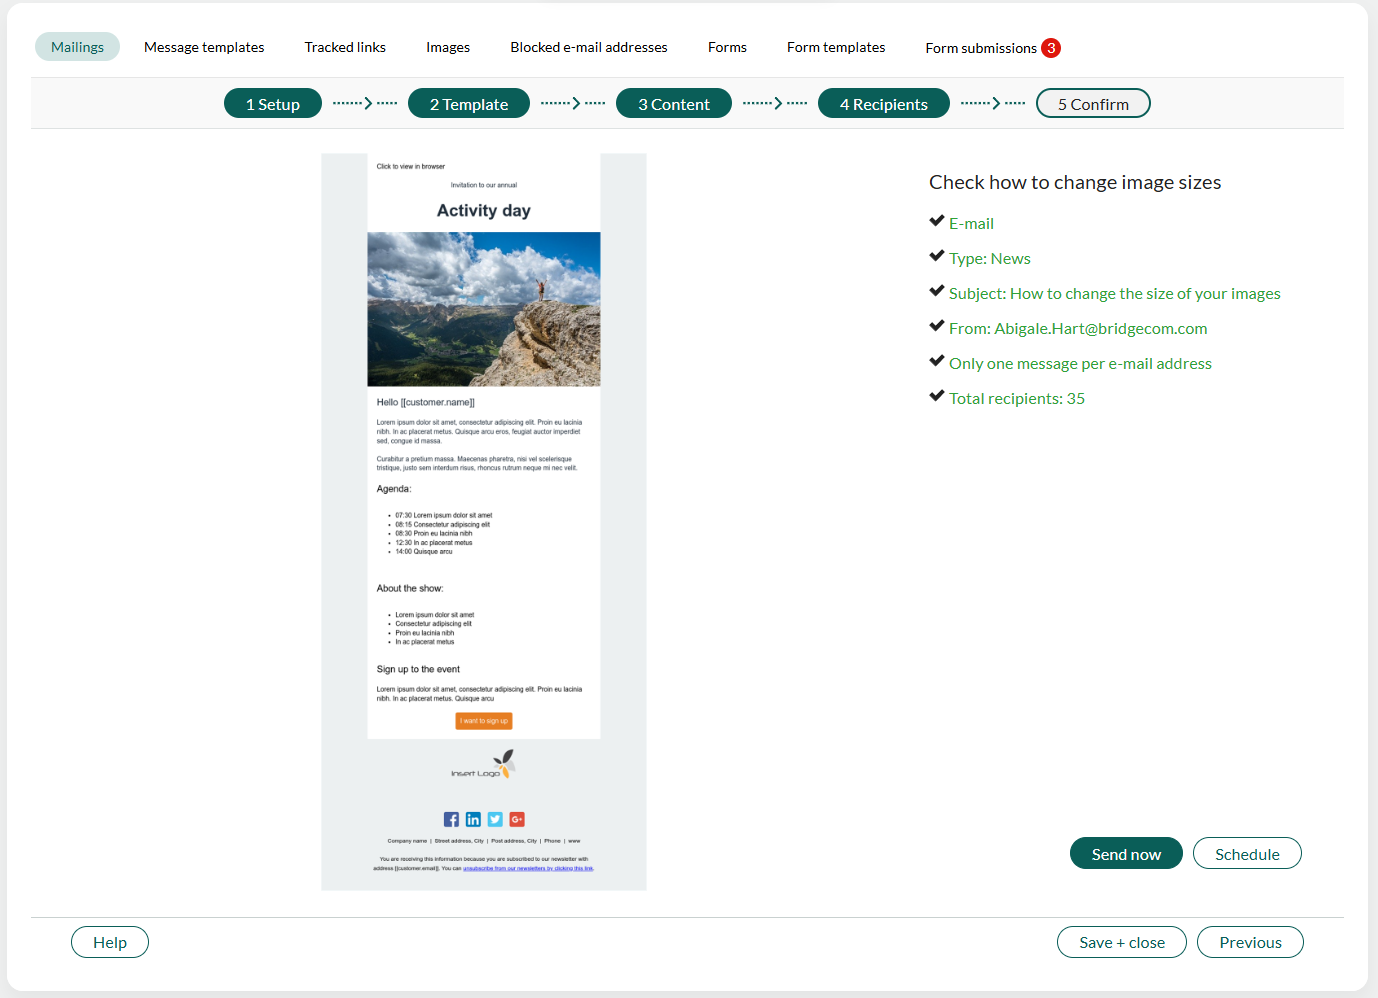 Mailings
Message templates
Tracked links
Images
Blocked e-mail addresses
Forms
Form templates
Form submissions 3
1 Setup
2 Template
3 Content
4 Recipients
5 Confirm
Click to view in browser
Invitation to our annual
Activity day
Hello [[customer.name]]
Lorem ipsum dolor sit amet, consectetur adipiscing elit. Proin eu lacinia
nibh. In ac placerat metus. Quisque arcu eros, feugiat auctor imperdiet
sed, congue id massa.
Curabitur a pretium massa. Maecenas pharetra, nisi vel scelerisque
tristique, justo sem interdum risus, rhoncus rutrum neque mi nec velit.
Agenda:
07:30 Lorem ipsum dolor sit amet
08:15 Consectetur adipiscing elit
08:30 Proin eu lacinia nibh
12:30 In ac placerat metus
14:00 Quisque arcu
About the show:
Lorem ipsum dolor sit amet
Consectetur adipiscing elit
Proin eu lacinia nibh
In ac placerat metus
Sign up to the event
Lorem ipsum dolor sit amet, consectetur adipiscing elit. Proin eu lacinia
nibh. In ac placerat metus. Quisque arcu
I want to sign up
Insert Logo
Company name | Street address, City | Post address, City | Phone | www
You are receiving this information because you are subscribed to our newsletter with
address [[customer.email]]. You can unsubscribe from our newsletters by clicking this link.
Check how to change image sizes
E-mail
Type: News
Subject: How to change the size of your images
From: Abigale.Hart@bridgecom.com
Only one message per e-mail address
Total recipients: 35
Send now
Schedule
Help
Save + close
Previous